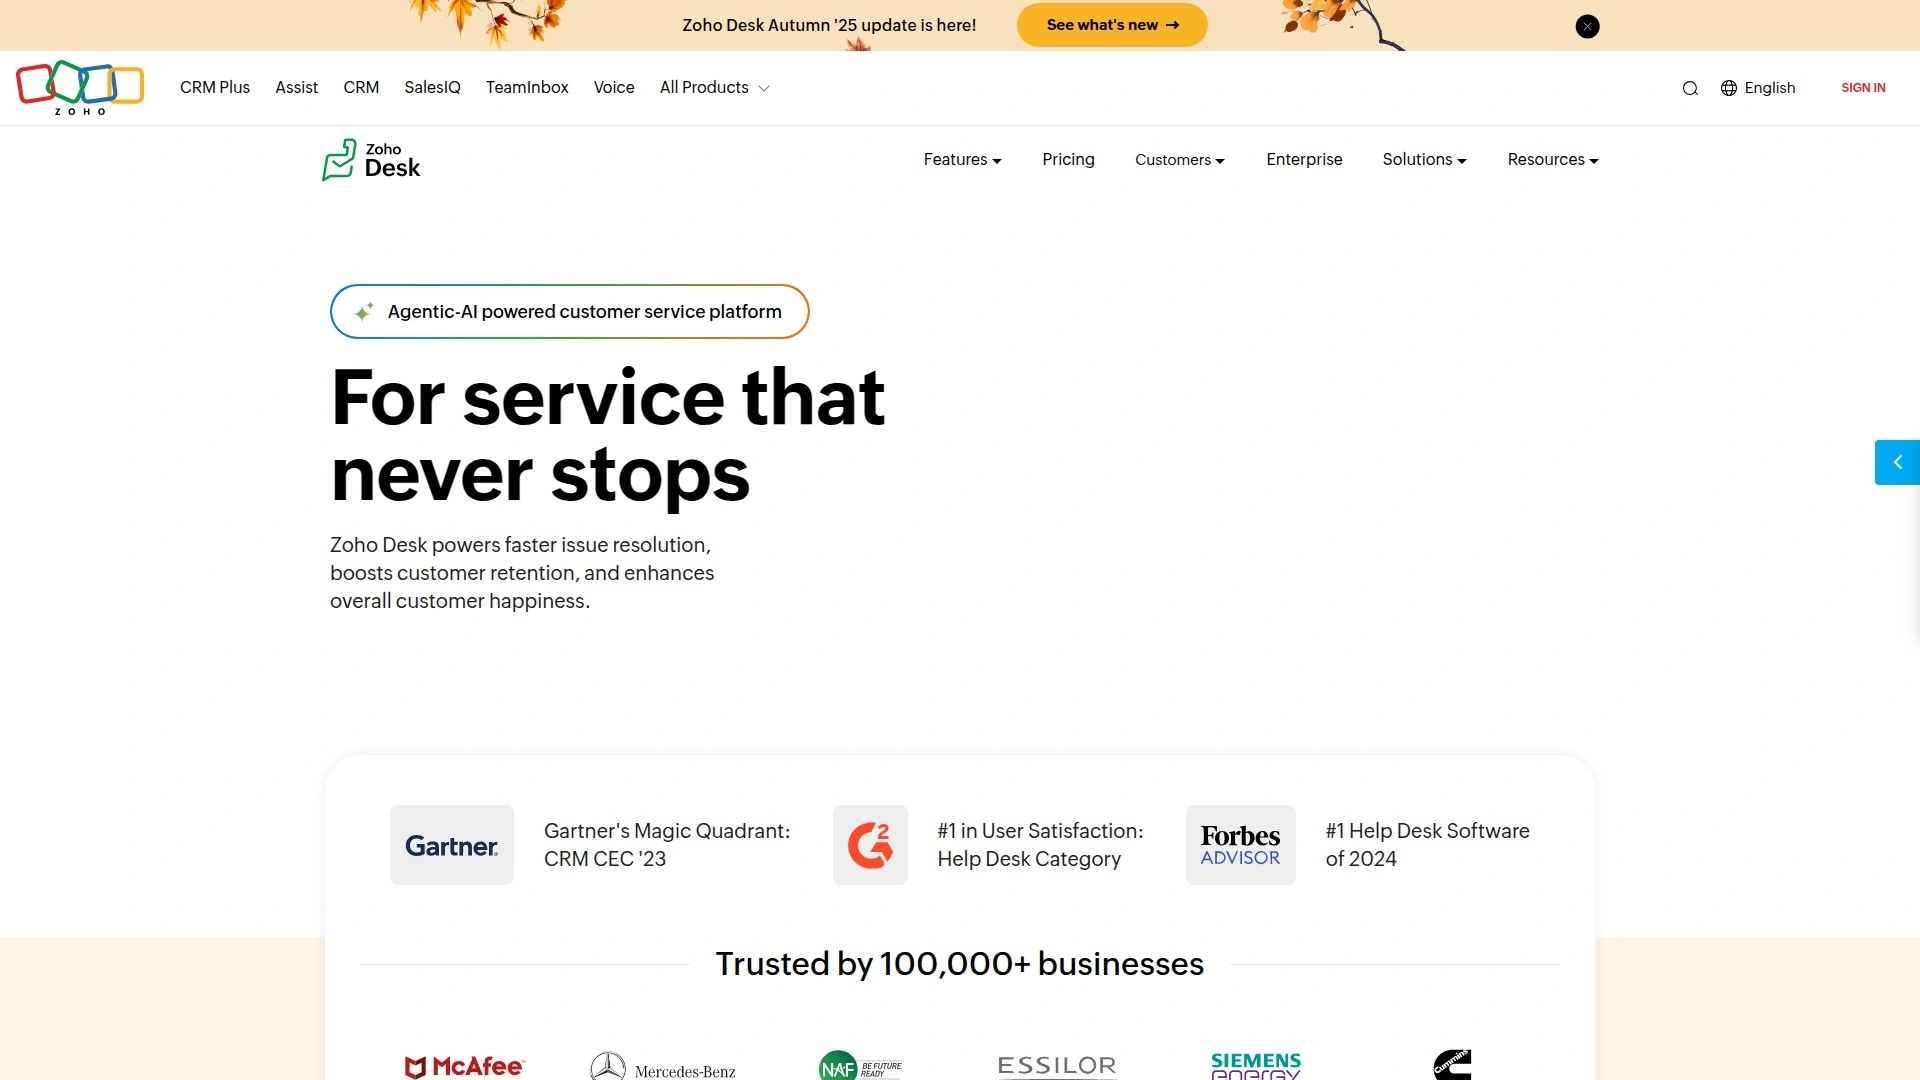 Zoho Desk Autumn '25 update is here!
See what's new →
ZOHO
CRM Plus
Assist
CRM
SalesIQ
TeamInbox
Voice
All Products
English
SIGN IN
Zoho
Desk
Features
Pricing
Customers
Enterprise
Solutions
Resources
Agentic-AI powered customer service platform
For service that
never stops
Zoho Desk powers faster issue resolution,
boosts customer retention, and enhances
overall customer happiness.
Gartner
Gartner's Magic Quadrant:
CRM CEC '23
G2
#1 in User Satisfaction:
Help Desk Category
Forbes
ADVISOR
#1 Help Desk Software
of 2024
Trusted by 100,000+ businesses
McAfee
Mercedes-Benz
NAF
BE FUTURE
READY
ESSILOR
SIEMENS
energy
Cummins